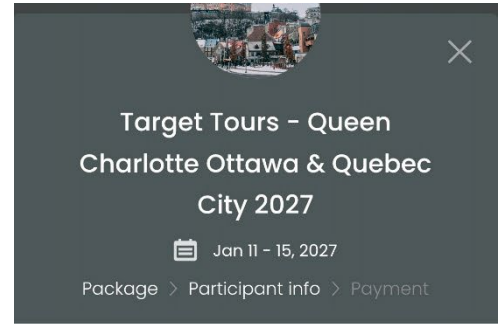 Target Tours - Queen
Charlotte Ottawa & Quebec
City 2027
Jan 11 - 15, 2027
Package > Participant info > Payment